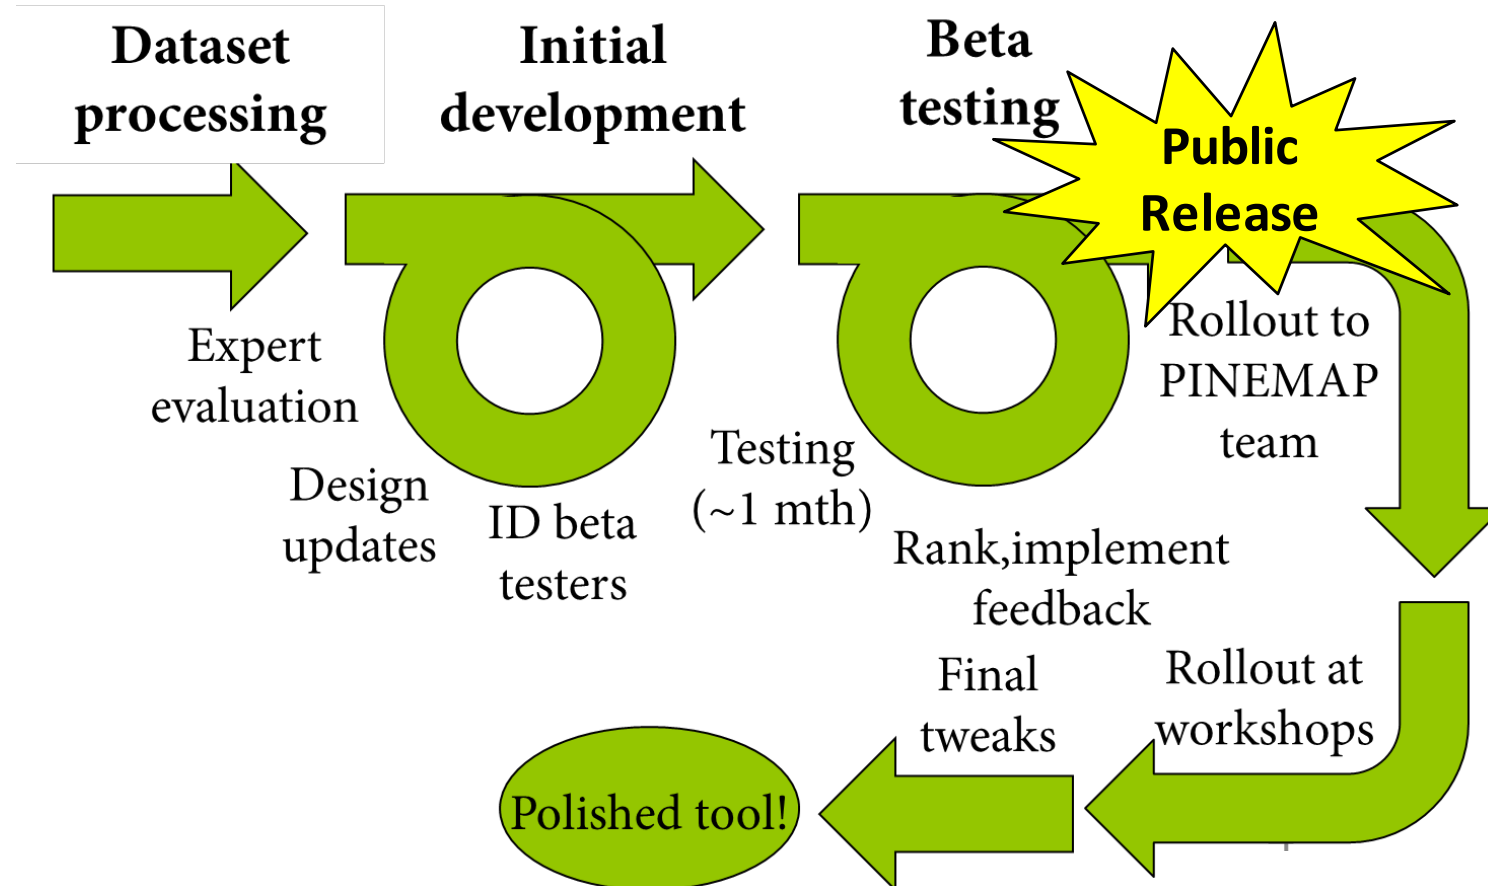 Dataset
processing
Initial
development
Beta
testing
Public
Release
Expert
evaluation
Design
updates
ID beta
testers
Testing
(~1 mth)
Rank,implement
feedback
Rollout to
PINEMAP
team
Rollout at
workshops
Final
tweaks
Polished tool!